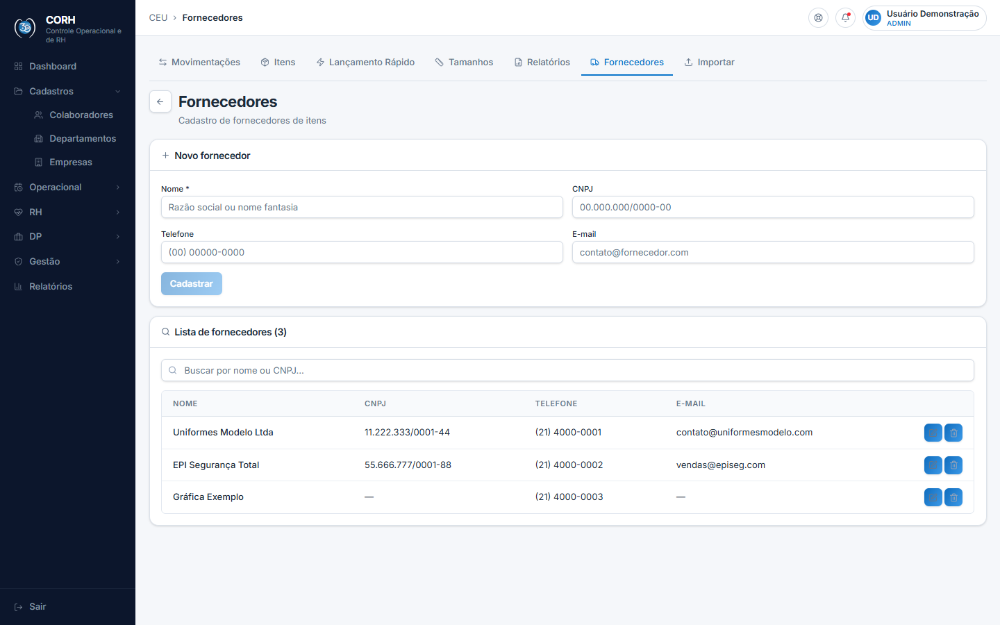 CORH
Controle Operacional e
de RH
Dashboard
Cadastros
Colaboradores
Departamentos
Empresas
Operacional
RH
DP
Gestão
Relatórios
Sair
CEU > Fornecedores
UD
Usuário Demonstração
ADMIN
Movimentações Itens Lançamento Rápido Tamanhos Relatórios Fornecedores Importar
Fornecedores
Cadastro de fornecedores de itens
Novo fornecedor
Nome * CNPJ
Razão social ou nome fantasia 00.000.000/0000-00
Telefone E-mail
(00) 00000-0000 contato@fornecedor.com
Cadastrar
Lista de fornecedores (3)
Buscar por nome ou CNPJ...
NOME CNPJ TELEFONE E-MAIL
Uniformes Modelo Ltda 11.222.333/0001-44 (21) 4000-0001 contato@uniformesmodelo.com
EPI Segurança Total 55.666.777/0001-88 (21) 4000-0002 vendas@episeg.com
Gráfica Exemplo — (21) 4000-0003 —